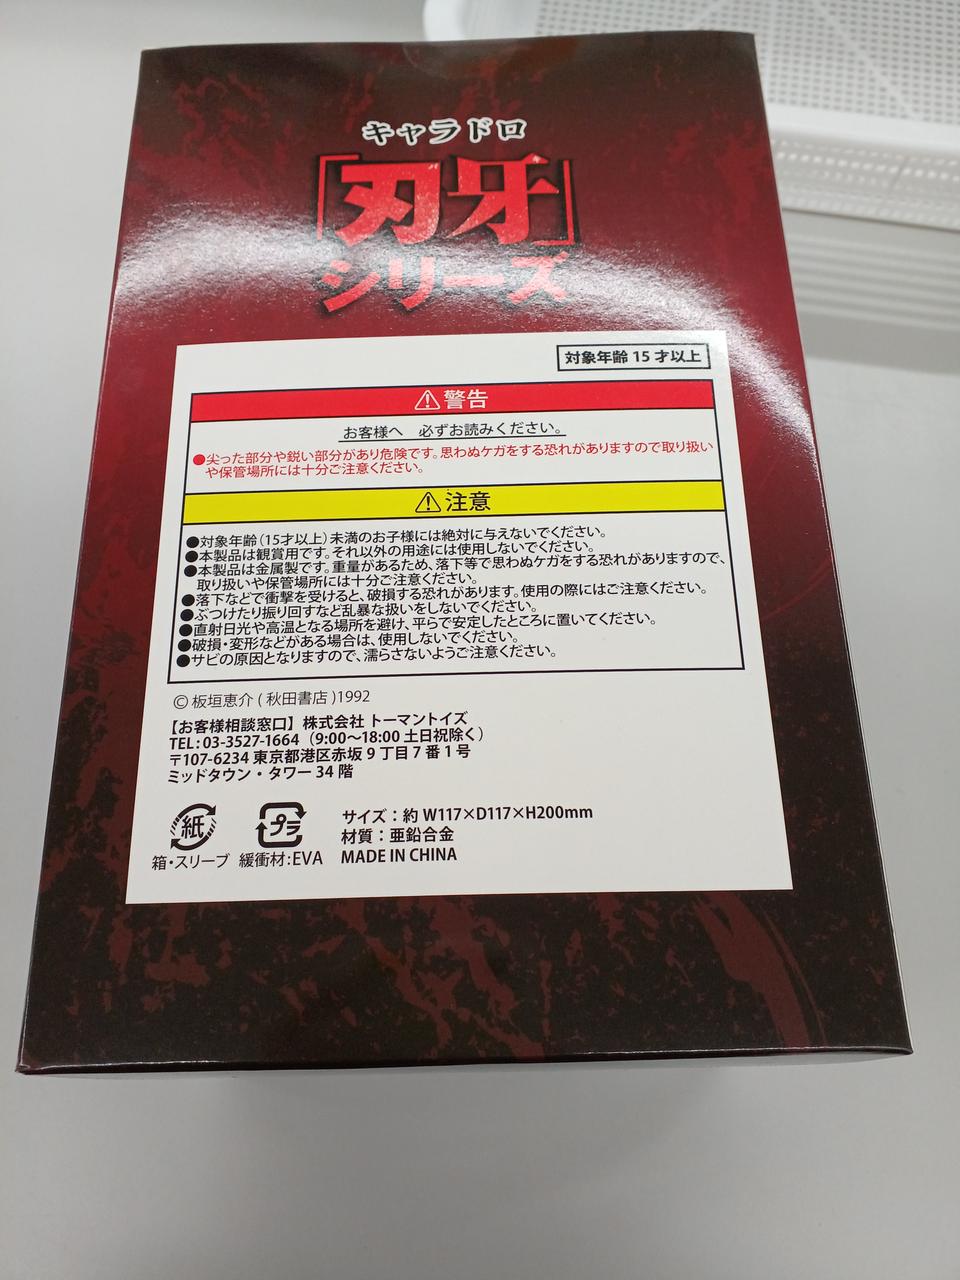 キャラドロ
「刃牙」
シリーズ
対象年齢 15 才以上
警告
お客様へ 必ずお読みください。
●尖った部分や鋭い部分があり危険です。思わぬケガをする恐れがありますので取り扱い
や保管場所には十分ご注意ください。
注意
●対象年齢(15才以上)未満のお子様には絶対に与えないでください。
●本製品は観賞用です。それ以外の用途には使用しないでください。
●本製品は金属製です。重量があるため、落下等で思わぬケガをする恐れがありますので、
取り扱いや保管場所には十分ご注意ください。
●落下などで衝撃を受けると、破損する恐れがあります。使用の際にはご注意ください。
●ぶつけたり振り回すなど乱暴な扱いをしないでください。
●直射日光や高温となる場所を避け、平らで安定したところに置いてください。
●破損・変形などがある場合は、使用しないでください。
●サビの原因となりますので、濡らさないようご注意ください。
© 板垣恵介 ( 秋田書店 )1992
【お客様相談窓口】 株式会社 トーマントイズ
TEL : 03-3527-1664 (9:00～18:00 土日祝除く)
〒107-6234 東京都港区赤坂 9 丁目 7 番 1 号
ミッドタウン・タワー 34 階
紙
プラ
箱・スリーブ 緩衝材:EVA
サイズ：約 W117×D117×H200mm
材質：亜鉛合金
MADE IN CHINA